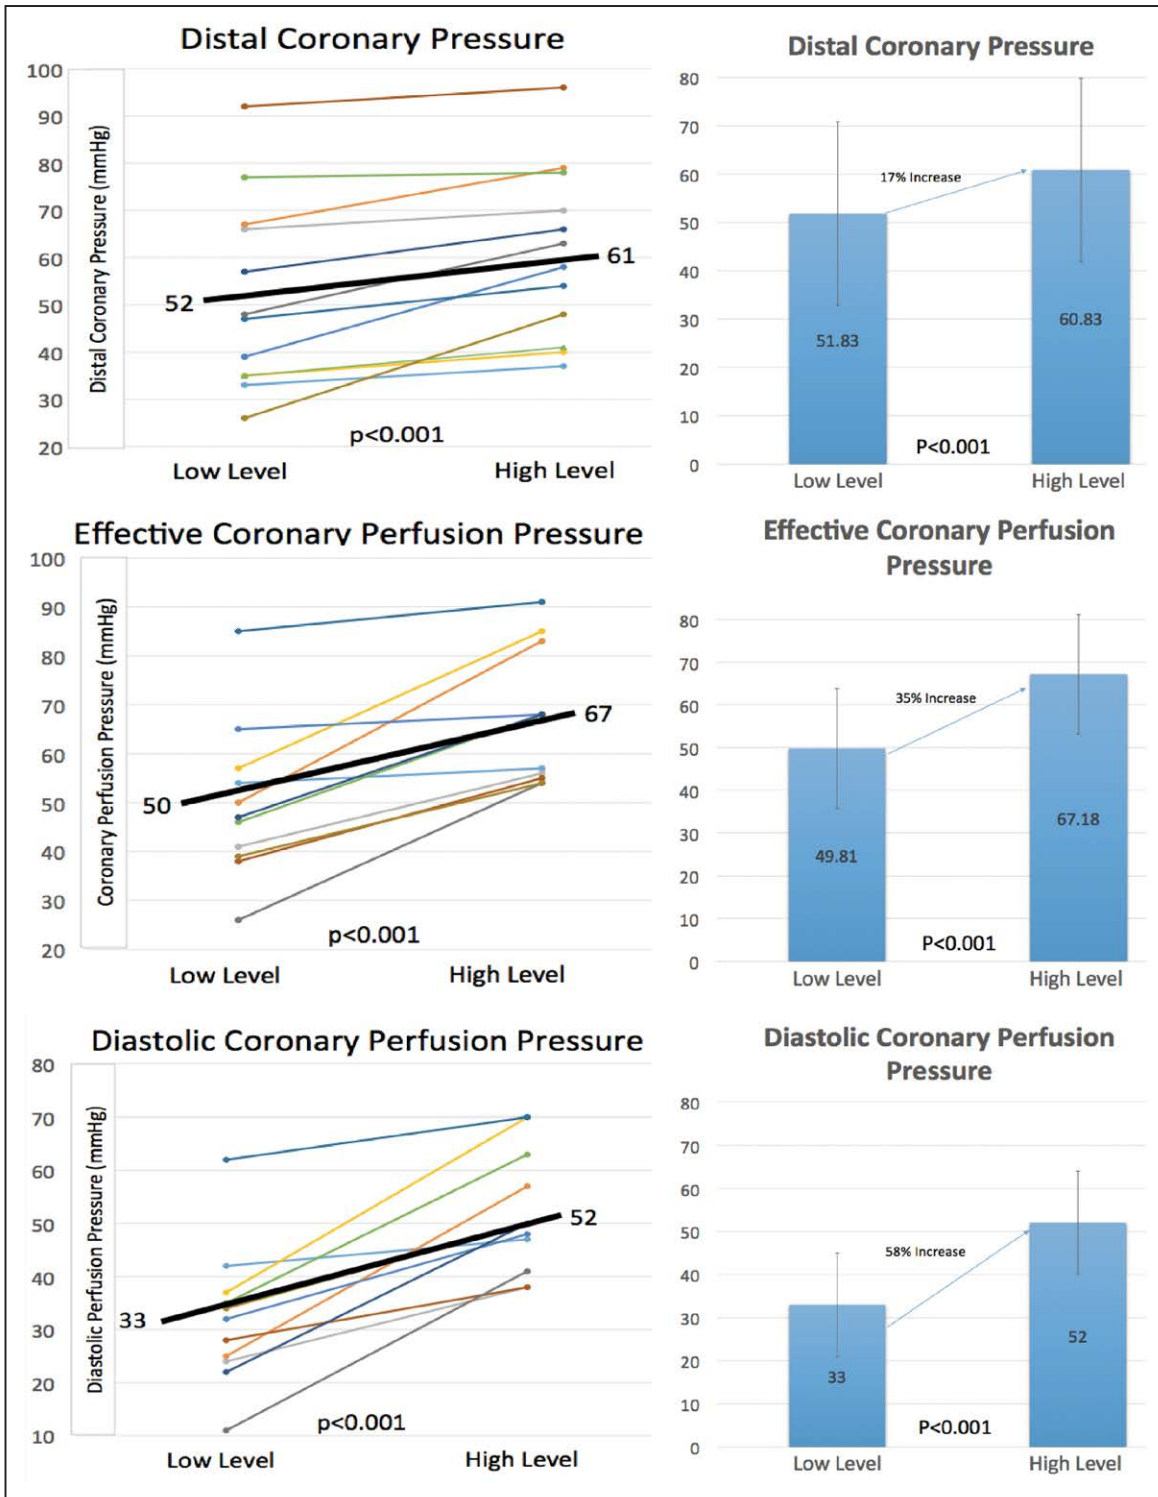 Distal Coronary Pressure
Distal Coronary Pressure (mmHg)
100
90
80
70
60
50
40
30
20
52
61
p<0.001
Low Level
High Level
Distal Coronary Pressure
80
70
60
50
40
30
20
10
0
17% Increase
51.83
60.83
P<0.001
Low Level
High Level
Effective Coronary Perfusion Pressure
Coronary Perfusion Pressure (mmHg)
100
90
80
70
60
50
40
30
20
50
67
p<0.001
Low Level
High Level
Effective Coronary Perfusion
Pressure
80
70
60
50
40
30
20
10
0
35% Increase
49.81
67.18
P<0.001
Low Level
High Level
Diastolic Coronary Perfusion Pressure
Diastolic Perfusion Pressure (mmHg)
80
70
60
50
40
30
20
10
33
52
p<0.001
Low Level
High Level
Diastolic Coronary Perfusion
Pressure
80
70
60
50
40
30
20
10
0
58% Increase
33
52
P<0.001
Low Level
High Level